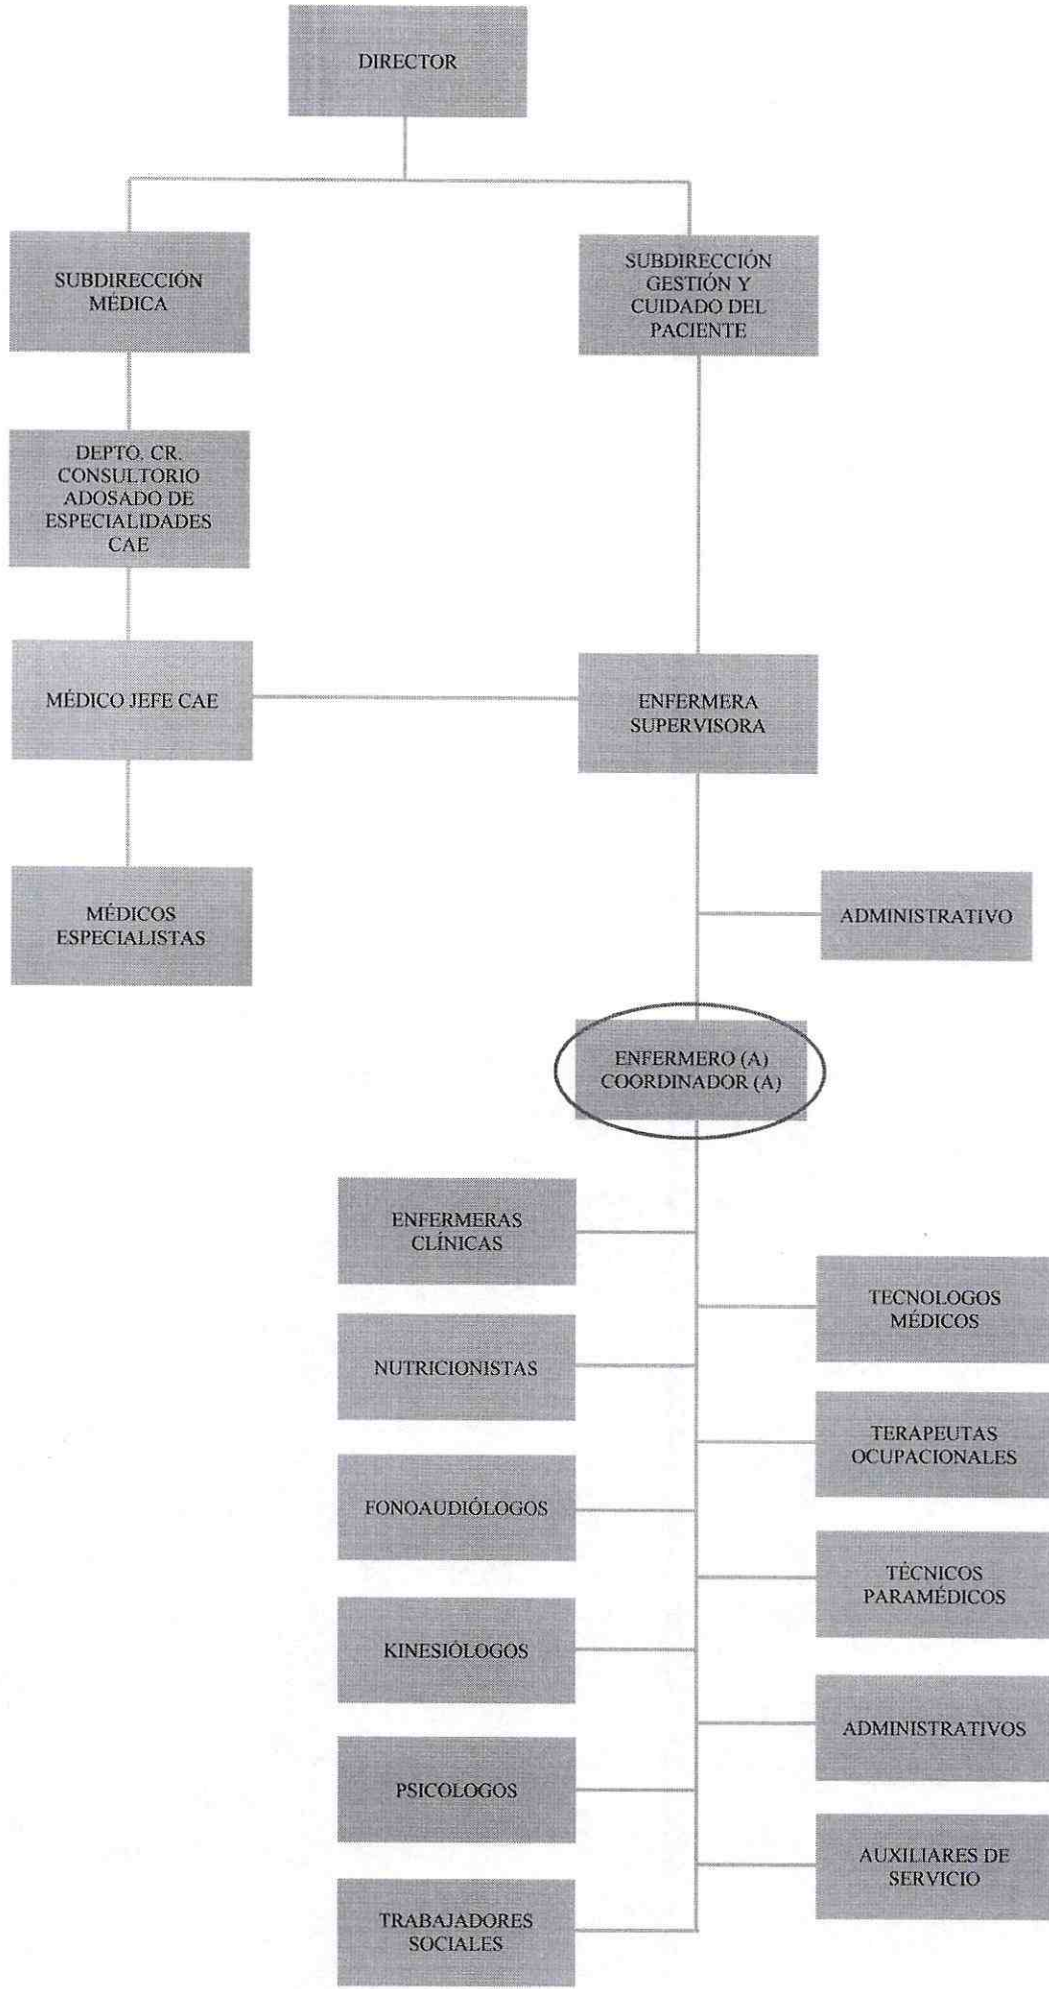 DIRECTOR
SUBDIRECCIÓN
MÉDICA
SUBDIRECCIÓN
GESTIÓN Y
CUIDADO DEL
PACIENTE
DEPTO. CR.
CONSULTORIO
ADOSADO DE
ESPECIALIDADES
CAE
MÉDICO JEFE CAE
ENFERMERA
SUPERVISORA
MÉDICOS
ESPECIALISTAS
ADMINISTRATIVO
ENFERMERO (A)
COORDINADOR (A)
ENFERMERAS
CLÍNICAS
TECNOLOGOS
MÉDICOS
NUTRICIONISTAS
TERAPEUTAS
OCUPACIONALES
FONOAUDIÓLOGOS
TÉCNICOS
PARAMÉDICOS
KINESIÓLOGOS
ADMINISTRATIVOS
PSICOLOGOS
AUXILIARES DE
SERVICIO
TRABAJADORES
SOCIALES